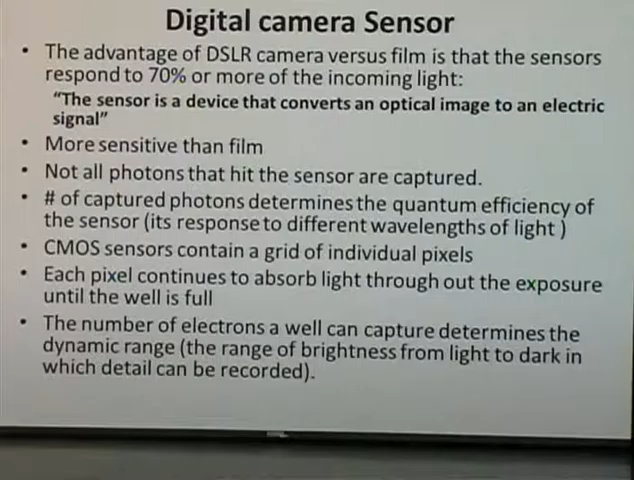 Digital camera Sensor
• The advantage of DSLR camera versus film is that the sensors
respond to 70% or more of the incoming light:
"The sensor is a device that converts an optical image to an electric
signal"
• More sensitive than film
• Not all photons that hit the sensor are captured.
• # of captured photons determines the quantum efficiency of
the sensor (its response to different wavelengths of light )
• CMOS sensors contain a grid of individual pixels
• Each pixel continues to absorb light through out the exposure
until the well is full
• The number of electrons a well can capture determines the
dynamic range (the range of brightness from light to dark in
which detail can be recorded).